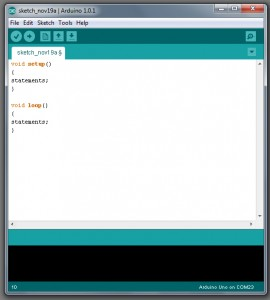 sketch_nov19a | Arduino 1.0.1
File Edit Sketch Tools Help
sketch_nov19a §
void setup()
{
statements;
}
void loop()
{
statements;
}
10
Arduino Uno on COM23